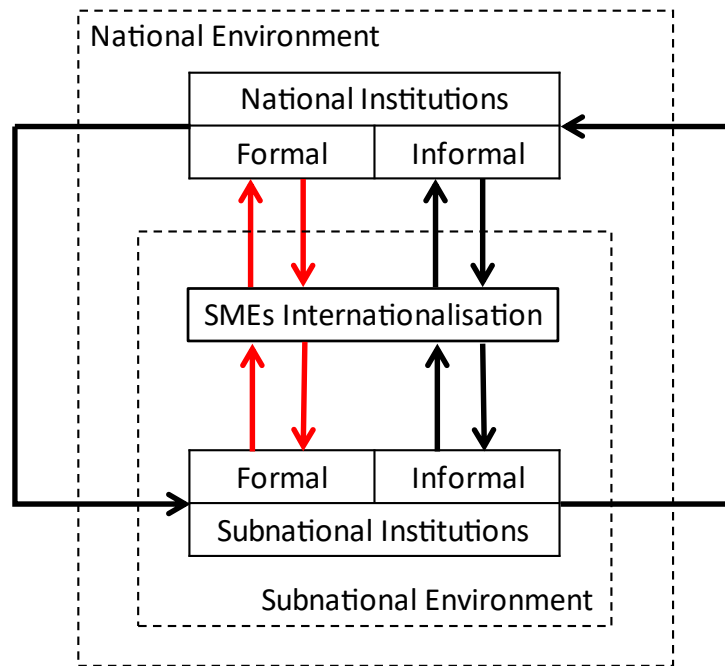 National Environment
National Institutions
Formal
Informal
SMEs Internationalisation
Formal
Informal
Subnational Institutions
Subnational Environment